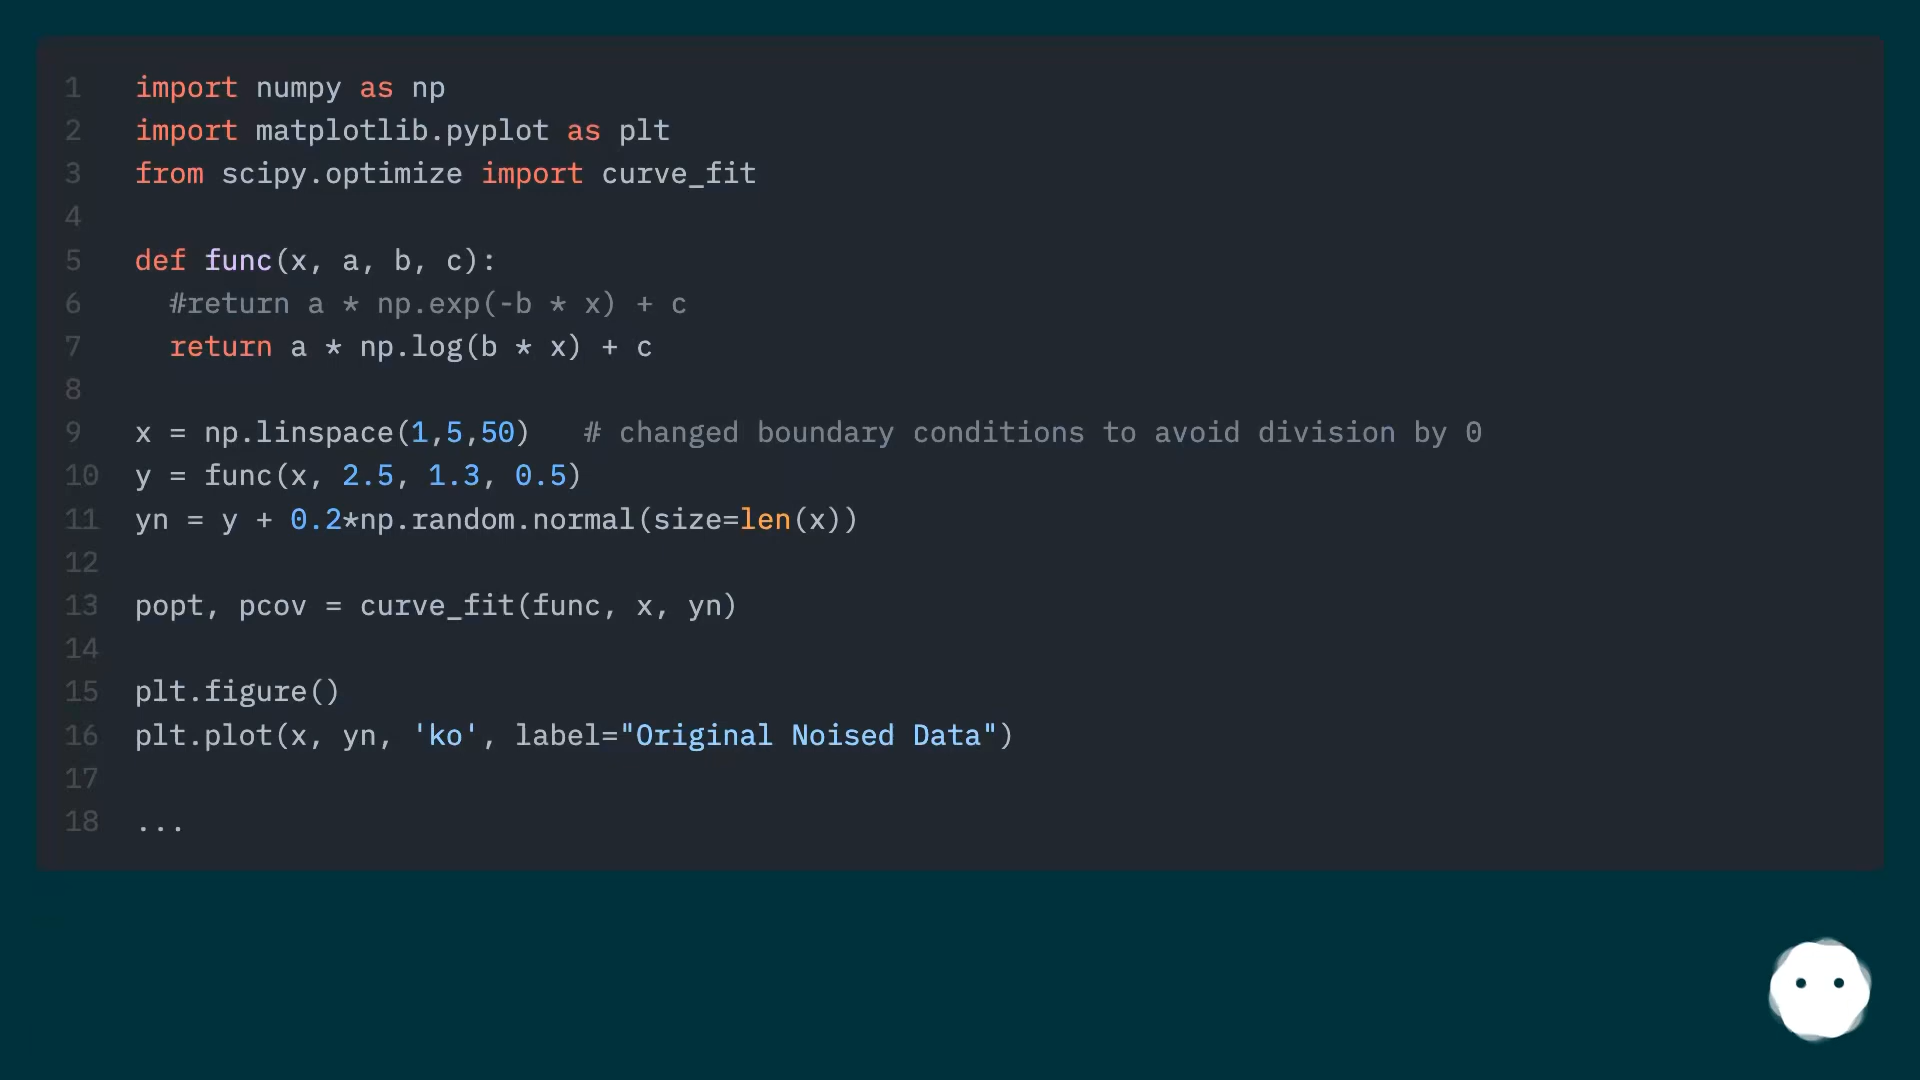 1 import numpy as np
2 import matplotlib.pyplot as plt
3 from scipy.optimize import curve_fit
4
5 def func(x, a, b, c):
6   #return a * np.exp(-b * x) + c
7   return a * np.log(b * x) + c
8
9 x = np.linspace(1,5,50)   # changed boundary conditions to avoid division by 0
10 y = func(x, 2.5, 1.3, 0.5)
11 yn = y + 0.2*np.random.normal(size=len(x))
12
13 popt, pcov = curve_fit(func, x, yn)
14
15 plt.figure()
16 plt.plot(x, yn, 'ko', label="Original Noised Data")
17
18 ...